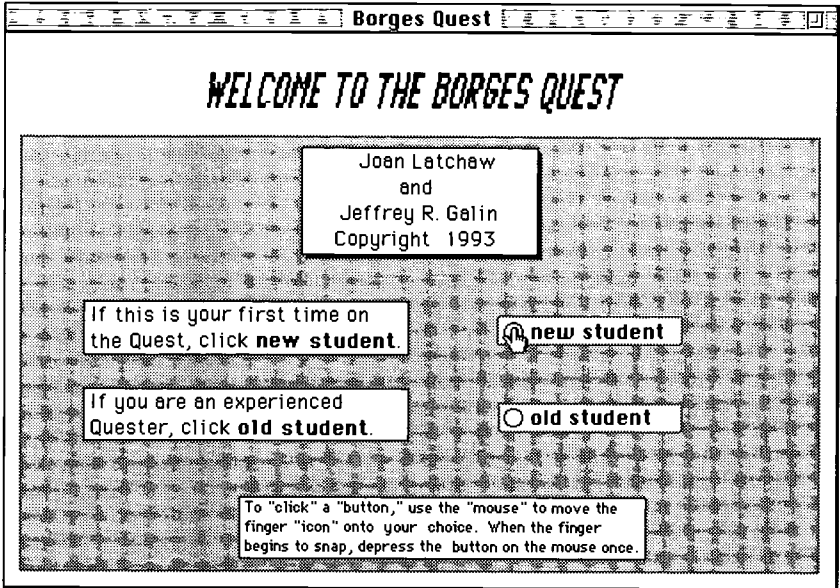 Borges Quest
WELCOME TO THE BORGES QUEST
Joan Latchaw
and
Jeffrey R. Galin
Copyright 1993
If this is your first time on
the Quest, click new student.
new student
If you are an experienced
Quester, click old student.
old student
To "click" a "button," use the "mouse" to move the
finger "icon" onto your choice. When the finger
begins to snap, depress the button on the mouse once.